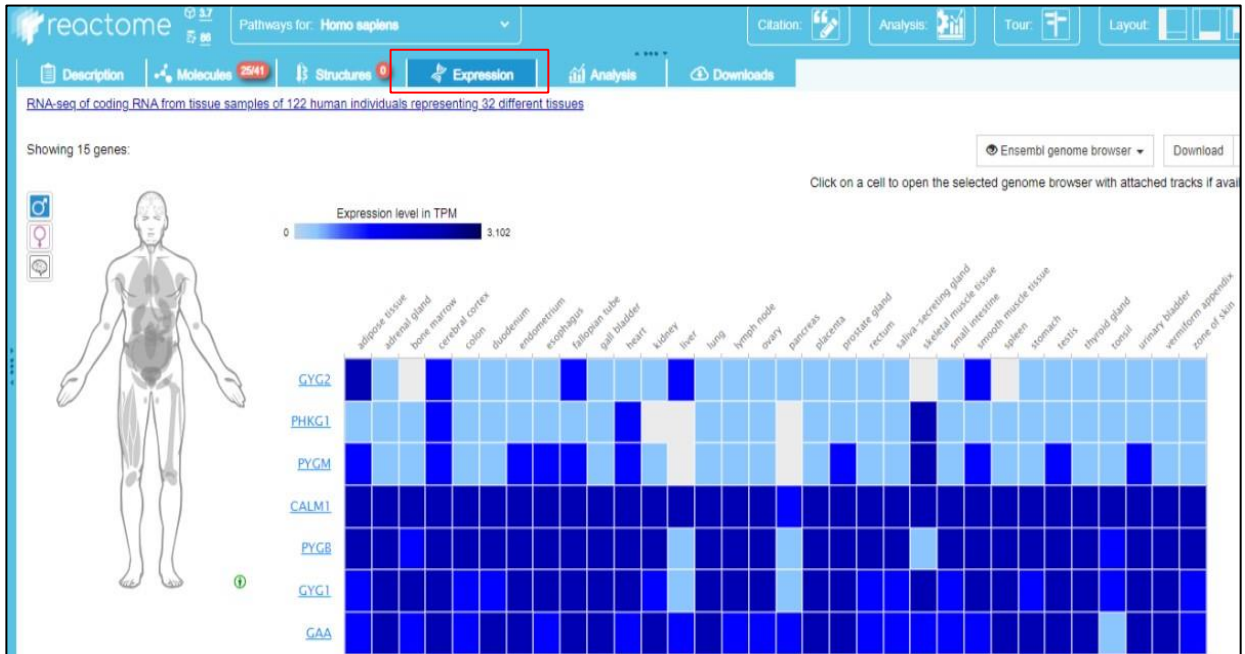 reactome 3.7 86 Pathways for: Homo sapiens Citation: Analysis: Tour: Layout:
Description Molecules 25/41 Structures 0 Expression Analysis Downloads
RNA-seq of coding RNA from tissue samples of 122 human individuals representing 32 different tissues
Showing 15 genes:
Ensembl genome browser Download
Click on a cell to open the selected genome browser with attached tracks if avai
Expression level in TPM
0 3,102
adipose tissue
adrenal gland
bone marrow
cerebral cortex
colon
duodenum
endometrium
esophagus
fallopian tube
gall bladder
heart
kidney
liver
lung
lymph node
ovary
pancreas
placenta
prostate gland
rectum
saliva-secreting gland
skeletal muscle tissue
small intestine
smooth muscle tissue
spleen
stomach
testis
thyroid gland
tonsil
urinary bladder
vermiform appendix
zone of skin
GYG2
PHKG1
PYGM
CALM1
PYGB
GYG1
GAA